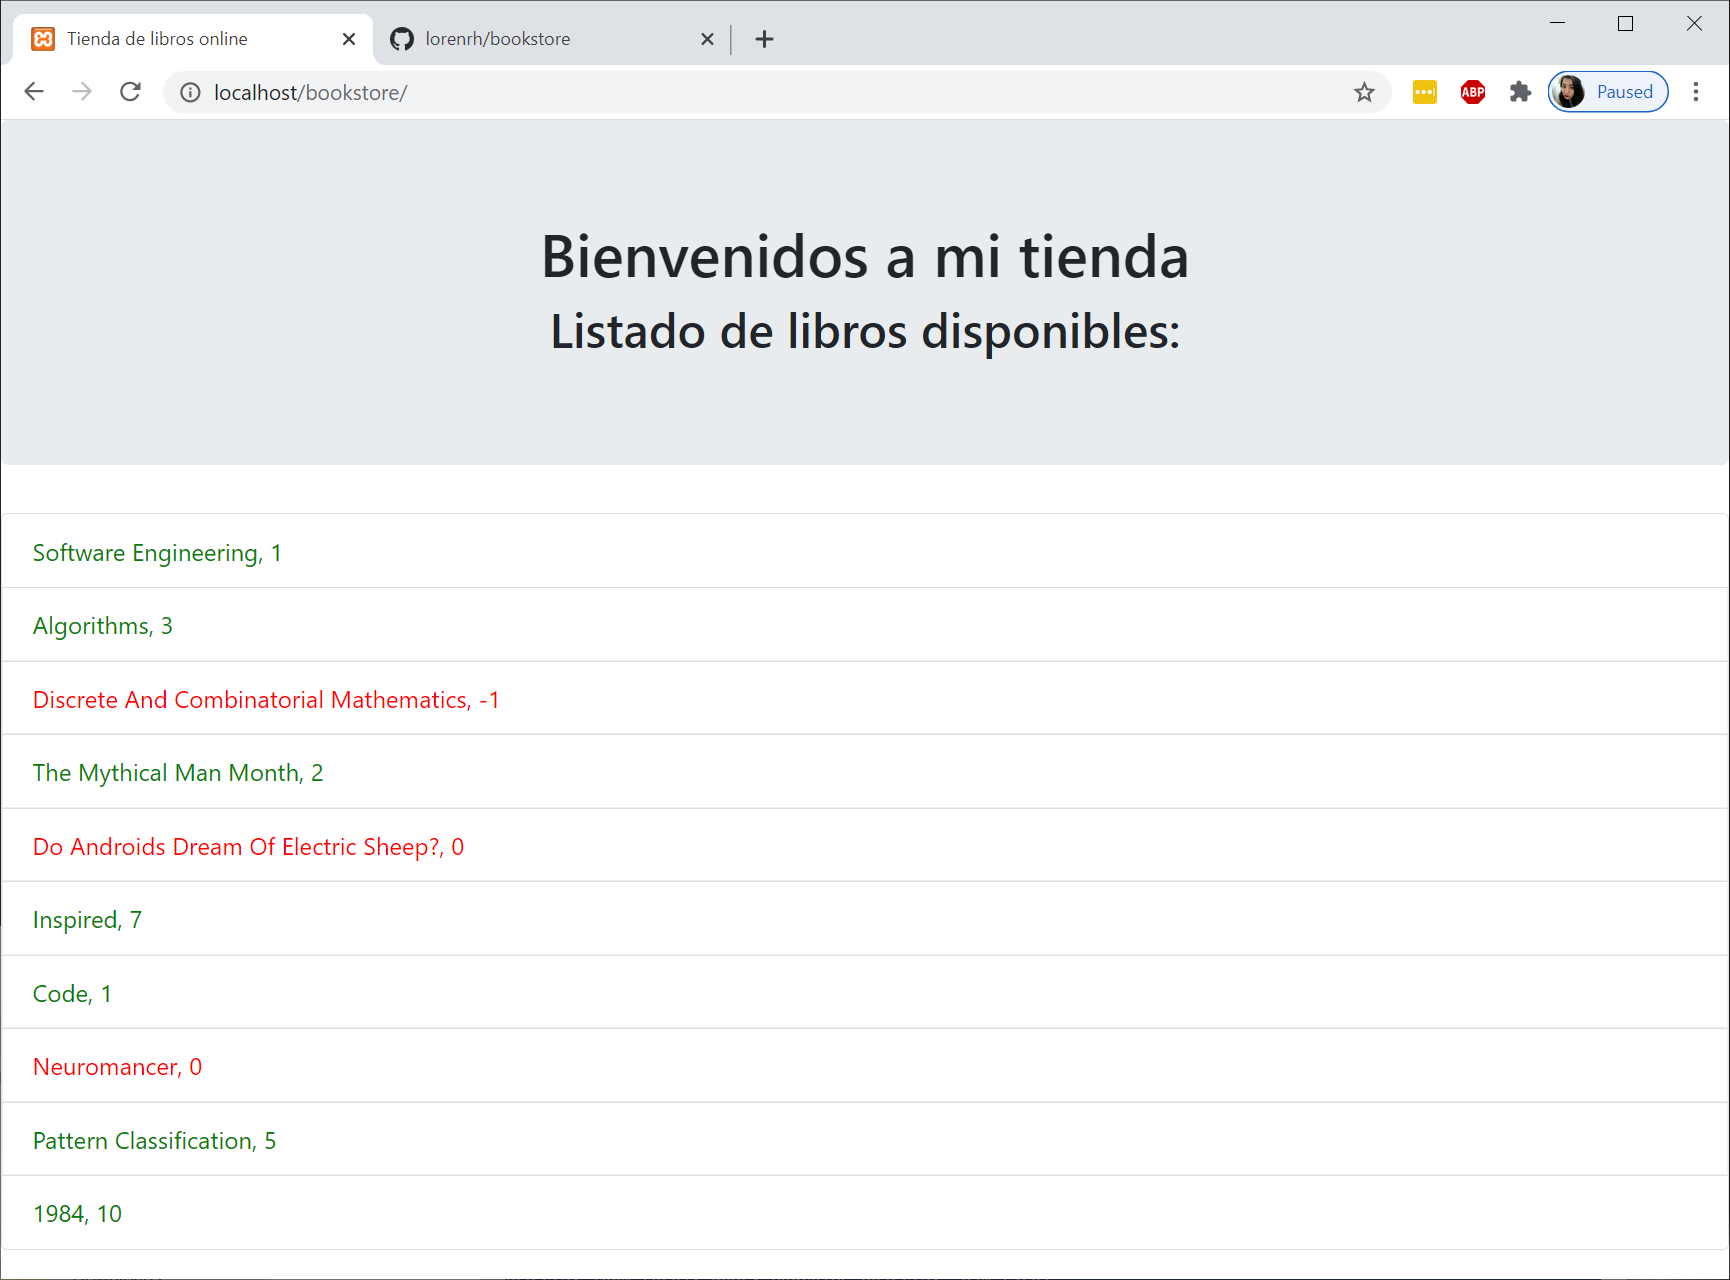 Tienda de libros online
lorenrh/bookstore
localhost/bookstore/
ABP
Paused
Bienvenidos a mi tienda
Listado de libros disponibles:
Software Engineering, 1
Algorithms, 3
Discrete And Combinatorial Mathematics, -1
The Mythical Man Month, 2
Do Androids Dream Of Electric Sheep?, 0
Inspired, 7
Code, 1
Neuromancer, 0
Pattern Classification, 5
1984, 10